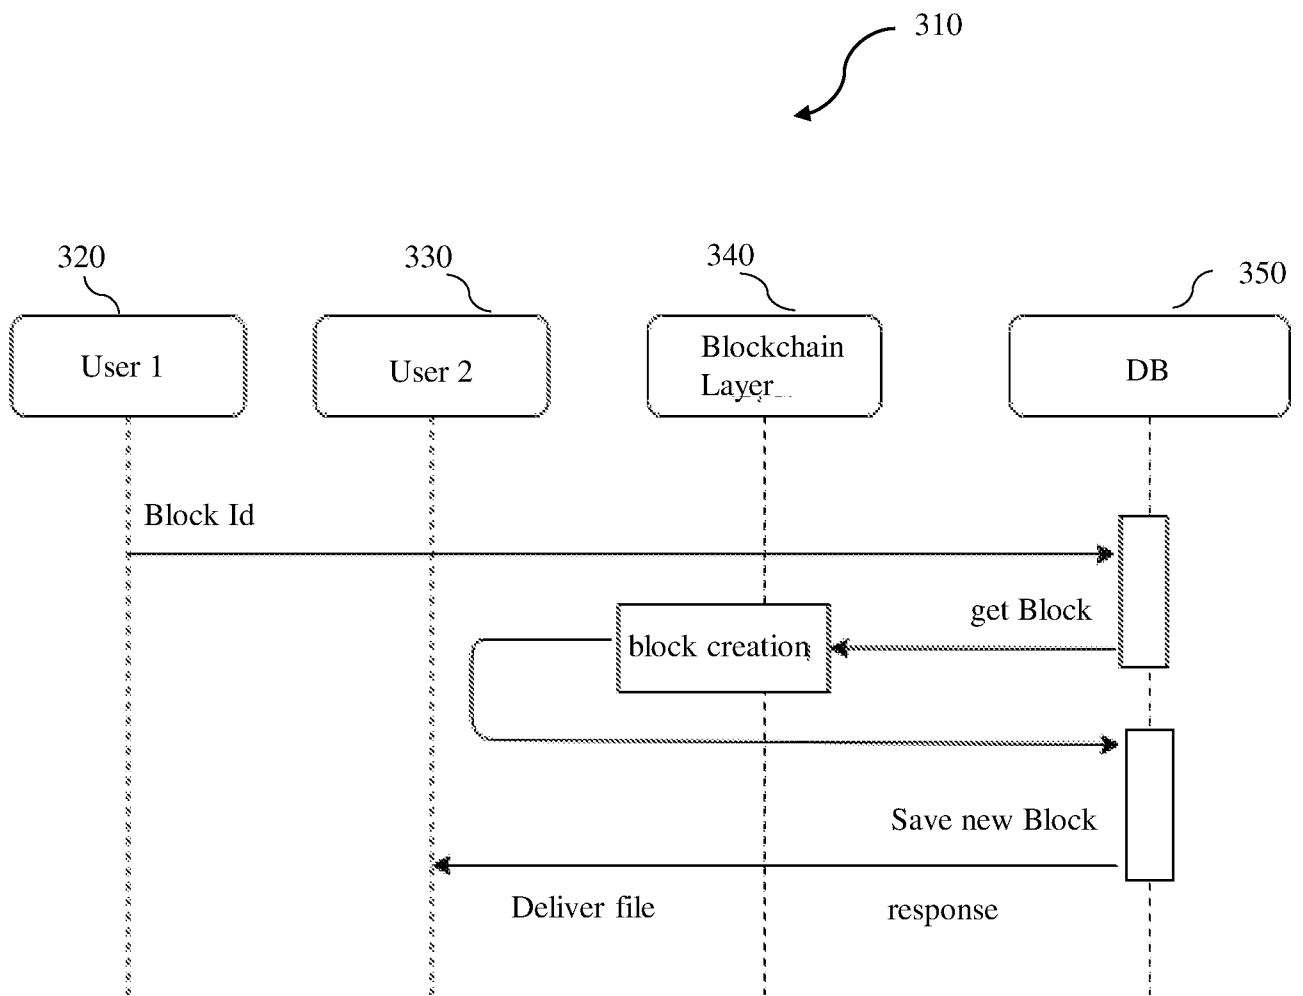 310
320
330
340
350
User 1
User 2
Blockchain
Layer
DB
Block Id
get Block
block creation
Save new Block
Deliver file
response